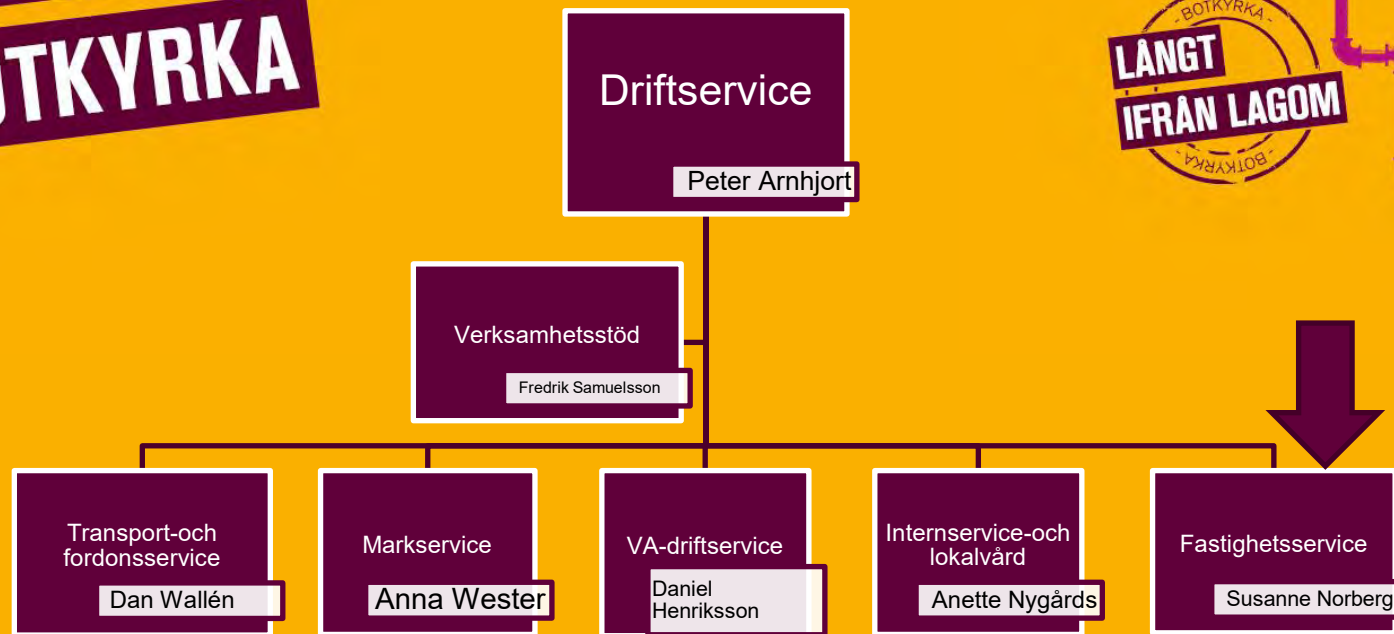 BOTKYRKA
LÅNGT
IFRÅN LAGOM
BOTKYRKA
Driftservice
Peter Arnhjort
Verksamhetsstöd
Fredrik Samuelsson
Transport-och
fordonsservice
Dan Wallén
Markservice
Anna Wester
VA-driftservice
Daniel
Henriksson
Internservice-och
lokalvård
Anette Nygårds
Fastighetsservice
Susanne Norberg